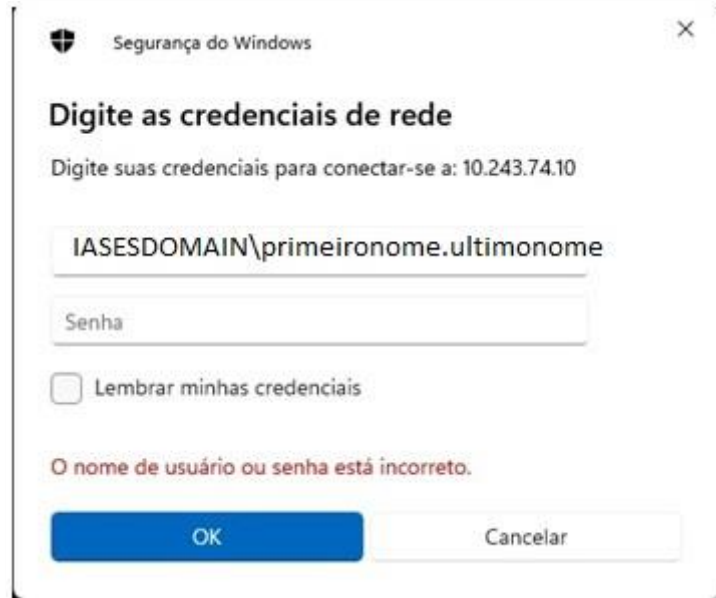 Segurança do Windows
Digite as credenciais de rede
Digite suas credenciais para conectar-se a: 10.243.74.10
IASESDOMAIN\primeironome.ultimonome
Senha
Lembrar minhas credenciais
O nome de usuário ou senha está incorreto.
OK
Cancelar